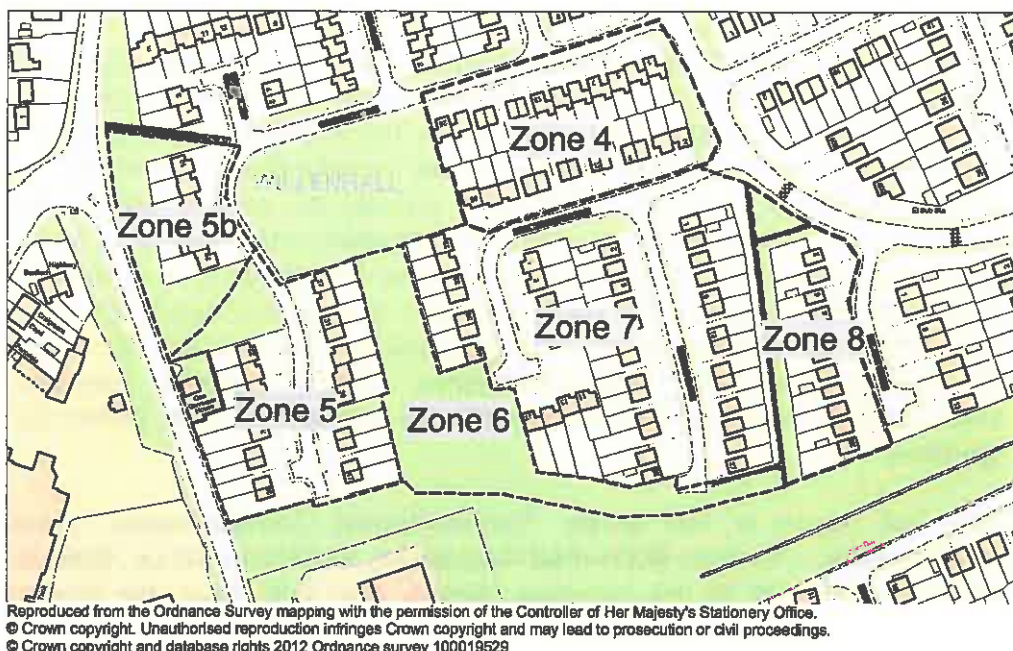 Zone 4
Zone 5b
Zone 7
Zone 8
Zone 5
Zone 6
Reproduced from the Ordnance Survey mapping with the permission of the Controller of Her Majesty's Stationery Office.
© Crown copyright. Unauthorised reproduction infringes Crown copyright and may lead to prosecution or civil proceedings.
© Crown copyright and database rights 2012 Ordnance survey 100019529